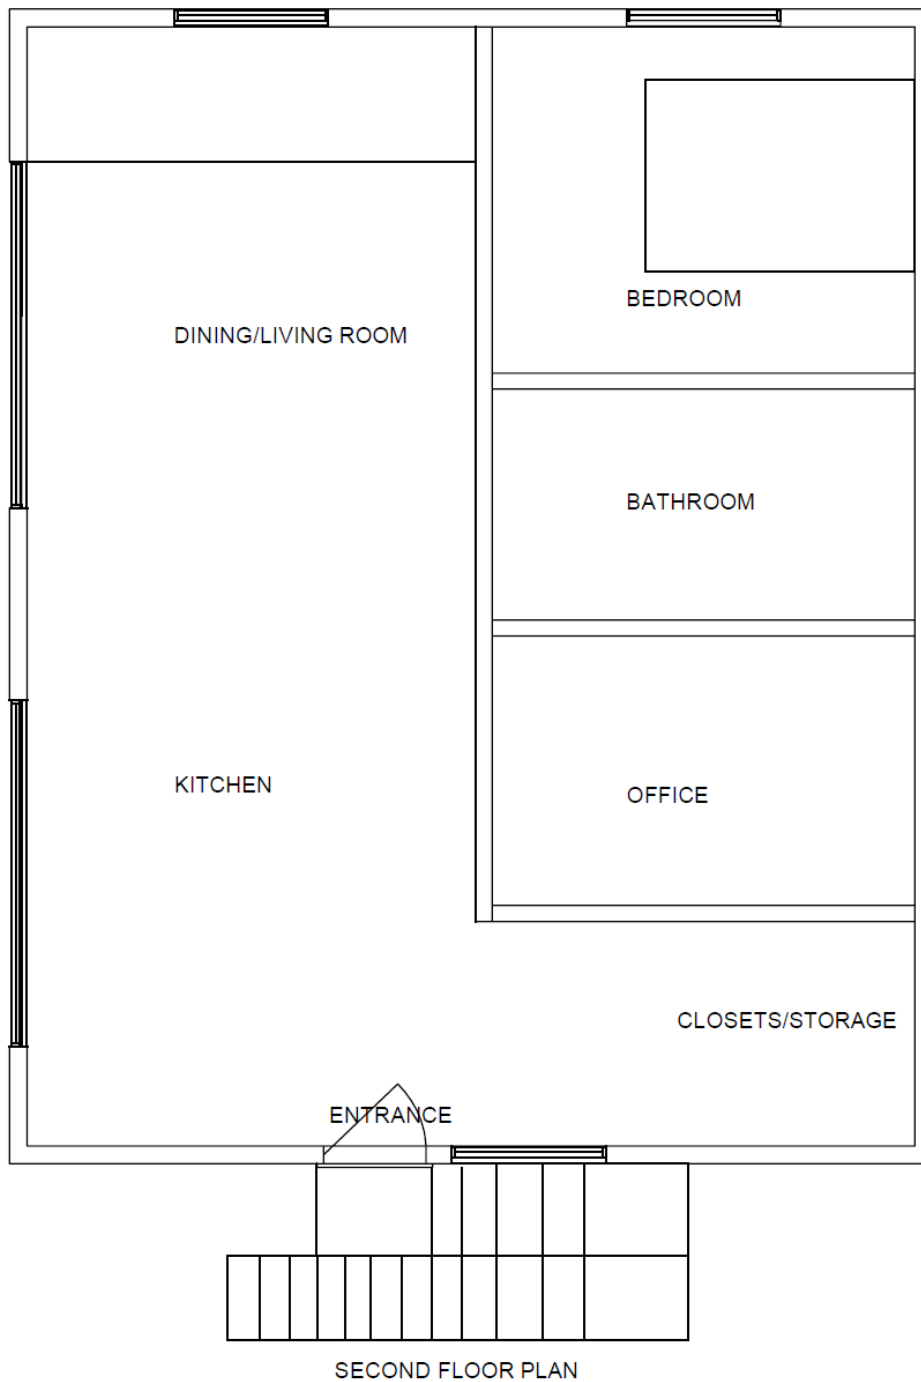 BEDROOM
DINING/LIVING ROOM
BATHROOM
KITCHEN
OFFICE
CLOSETS/STORAGE
ENTRANCE
SECOND FLOOR PLAN